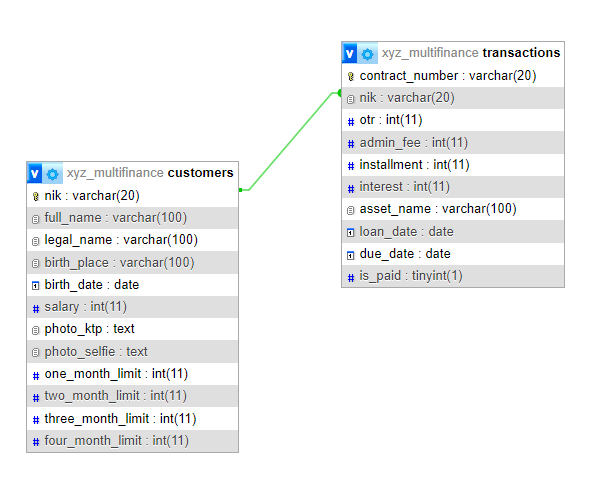 xyz_multifinance transactions
contract_number : varchar(20)
nik : varchar(20)
otr : int(11)
admin_fee : int(11)
installment : int(11)
interest : int(11)
asset_name : varchar(100)
loan_date : date
due_date : date
is_paid : tinyint(1)
xyz_multifinance customers
nik : varchar(20)
full_name : varchar(100)
legal_name : varchar(100)
birth_place : varchar(100)
birth_date : date
salary : int(11)
photo_ktp : text
photo_selfie : text
one_month_limit : int(11)
two_month_limit : int(11)
three_month_limit : int(11)
four_month_limit : int(11)